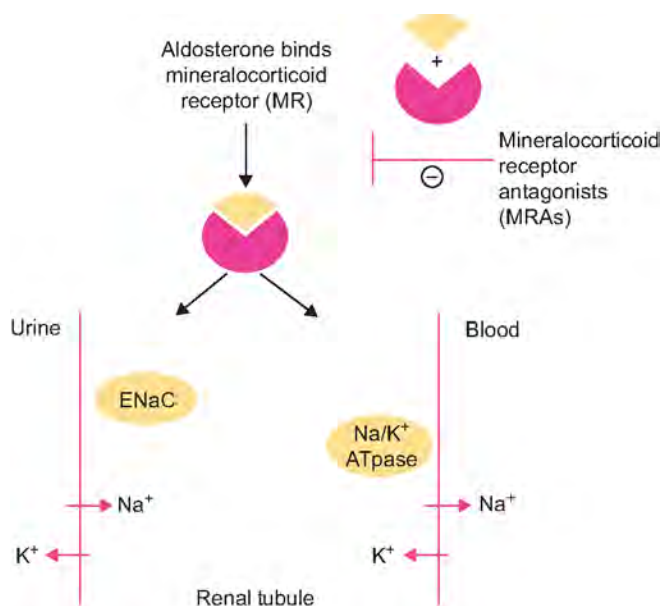 Aldosterone binds
mineralocorticoid
receptor (MR)
+
Mineralocorticoid
receptor
antagonists
(MRAs)
−
Urine
Blood
ENaC
Na/K⁺
ATpase
Na⁺
Na⁺
K⁺
K⁺
Renal tubule